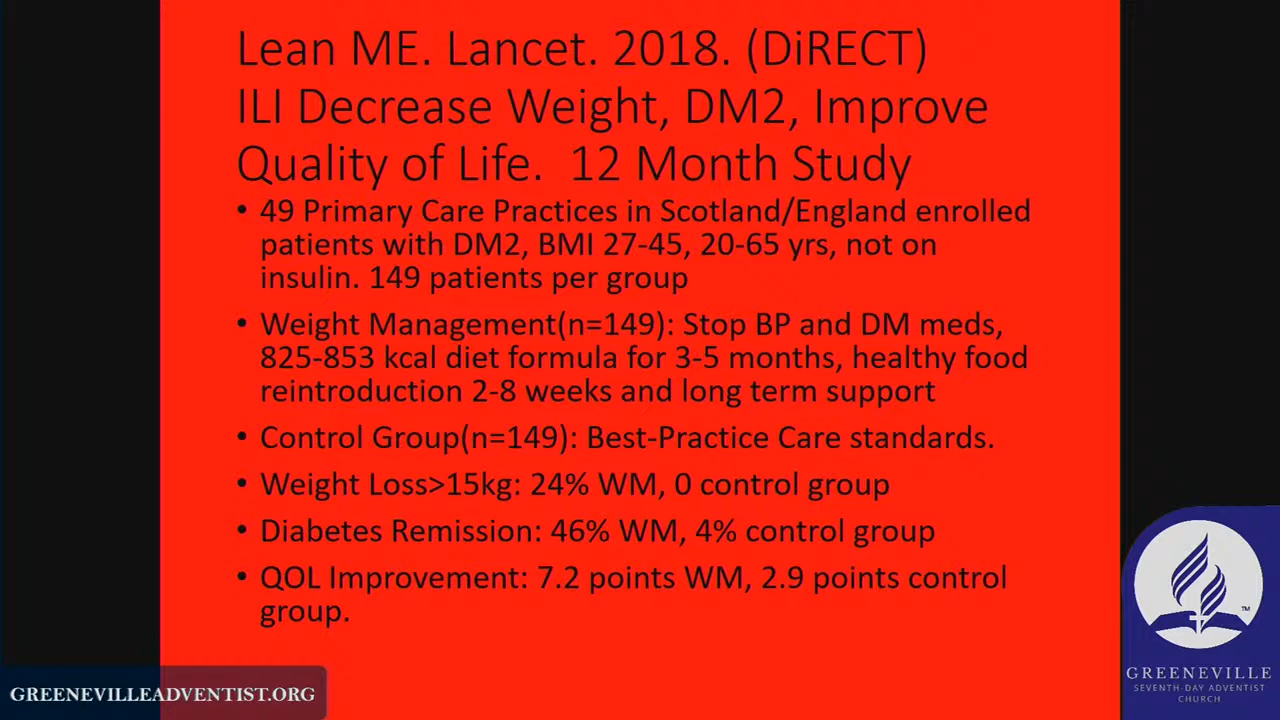 Lean ME. Lancet. 2018. (DiRECT)
ILI Decrease Weight, DM2, Improve
Quality of Life.  12 Month Study
• 49 Primary Care Practices in Scotland/England enrolled
patients with DM2, BMI 27-45, 20-65 yrs, not on
insulin. 149 patients per group
• Weight Management(n=149): Stop BP and DM meds,
825-853 kcal diet formula for 3-5 months, healthy food
reintroduction 2-8 weeks and long term support
• Control Group(n=149): Best-Practice Care standards.
• Weight Loss>15kg: 24% WM, 0 control group
• Diabetes Remission: 46% WM, 4% control group
• QOL Improvement: 7.2 points WM, 2.9 points control
group.
GREENEVILLEADVENTIST.ORG
™
GREENEVILLE
SEVENTH-DAY ADVENTIST
CHURCH